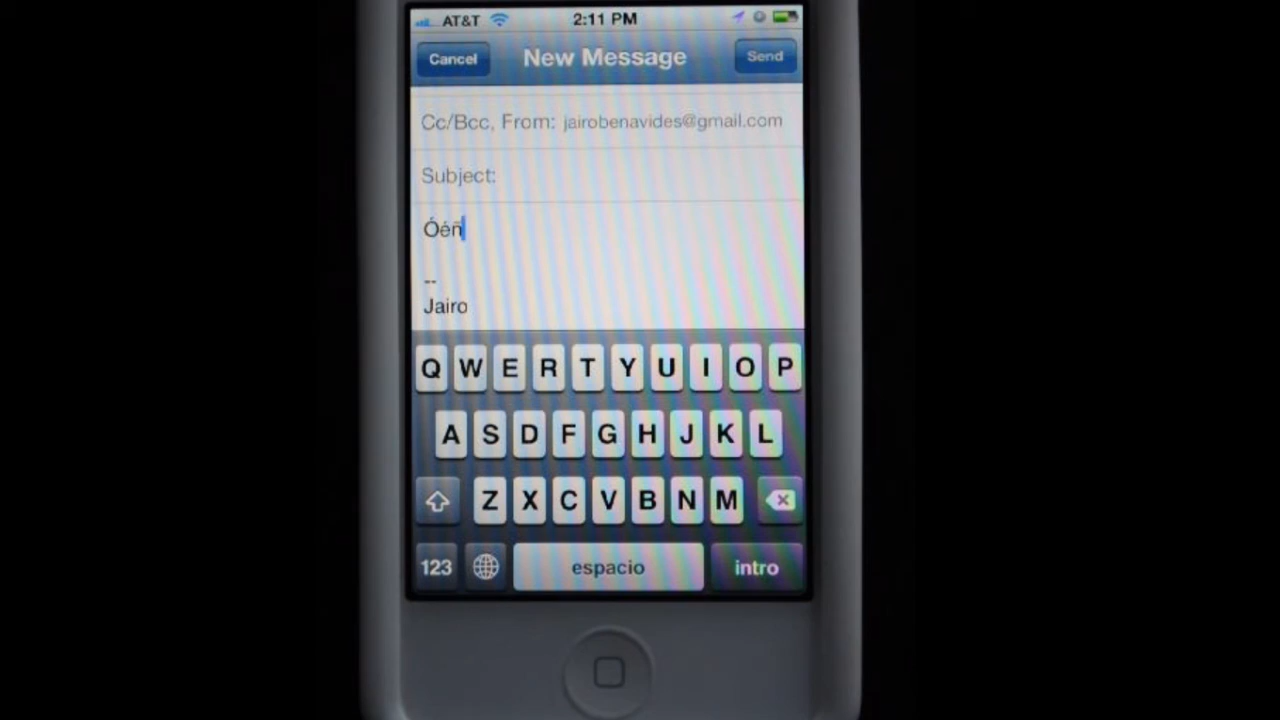 AT&T 2:11 PM
Cancel New Message Send
Cc/Bcc, From: jairobenavides@gmail.com
Subject:
Óéñ
--
Jairo
Q W E R T Y U I O P
A S D F G H J K L
Z X C V B N M
123 espacio intro